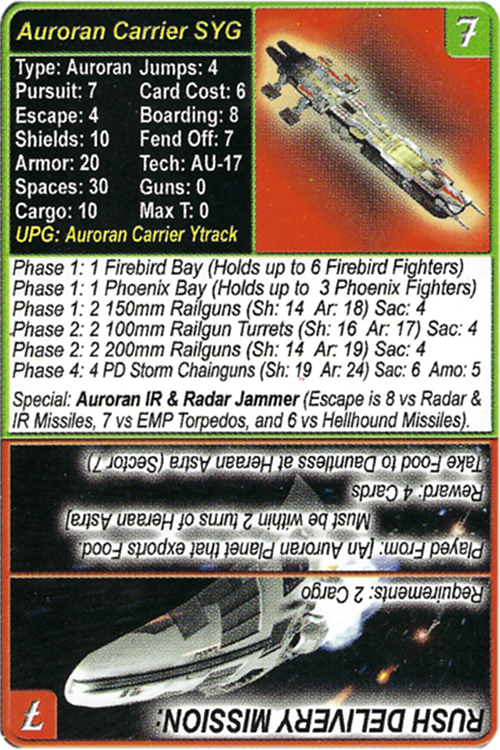 Auroran Carrier SYG
7
Type: Auroran Jumps: 4
Pursuit: 7 Card Cost: 6
Escape: 4 Boarding: 8
Shields: 10 Fend Off: 7
Armor: 20 Tech: AU-17
Spaces: 30 Guns: 0
Cargo: 10 Max T: 0
UPG: Auroran Carrier Ytrack
Phase 1: 1 Firebird Bay (Holds up to 6 Firebird Fighters)
Phase 1: 1 Phoenix Bay (Holds up to 3 Phoenix Fighters)
Phase 1: 2 150mm Railguns (Sh: 14 Ar: 18) Sac: 4
Phase 2: 2 100mm Railgun Turrets (Sh: 16 Ar: 17) Sac: 4
Phase 2: 2 200mm Railguns (Sh: 14 Ar: 19) Sac: 4
Phase 4: 4 PD Storm Chainguns (Sh: 19 Ar: 24) Sac: 6 Amo: 5
Special: Auroran IR & Radar Jammer (Escape is 8 vs Radar &
IR Missiles, 7 vs EMP Torpedos, and 6 vs Hellhound Missiles).
RUSH DELIVERY MISSION:
7
Requirements: 2 Cargo
Played From: [An Auroran Planet that exports Food.
Must be within 2 turns of Heraan Astra]
Reward: 4 Cards
Take Food to Dauntless at Heraan Astra (Sector 7)